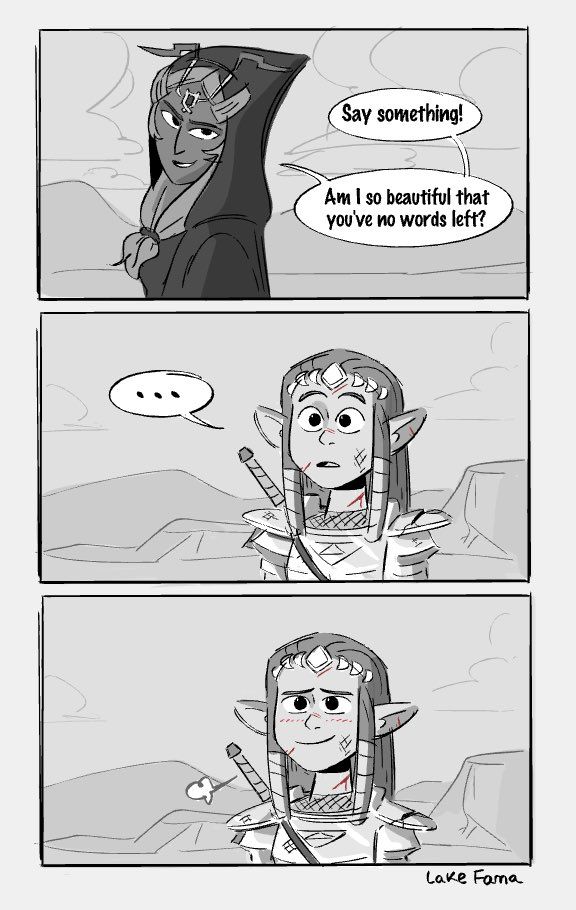 Say something!
Am I so beautiful that
you've no words left?
...
Lake Fama